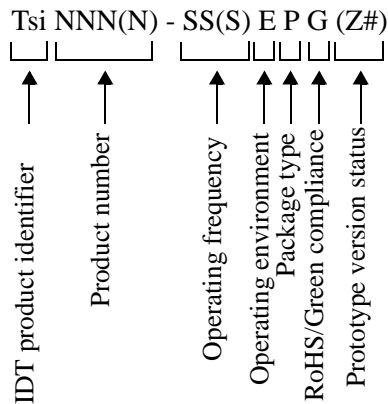 Tsi NNN(N) - SS(S) E P G (Z#)
IDT product identifier
Product number
Operating frequency
Operating environment
Package type
RoHS/Green compliance
Prototype version status